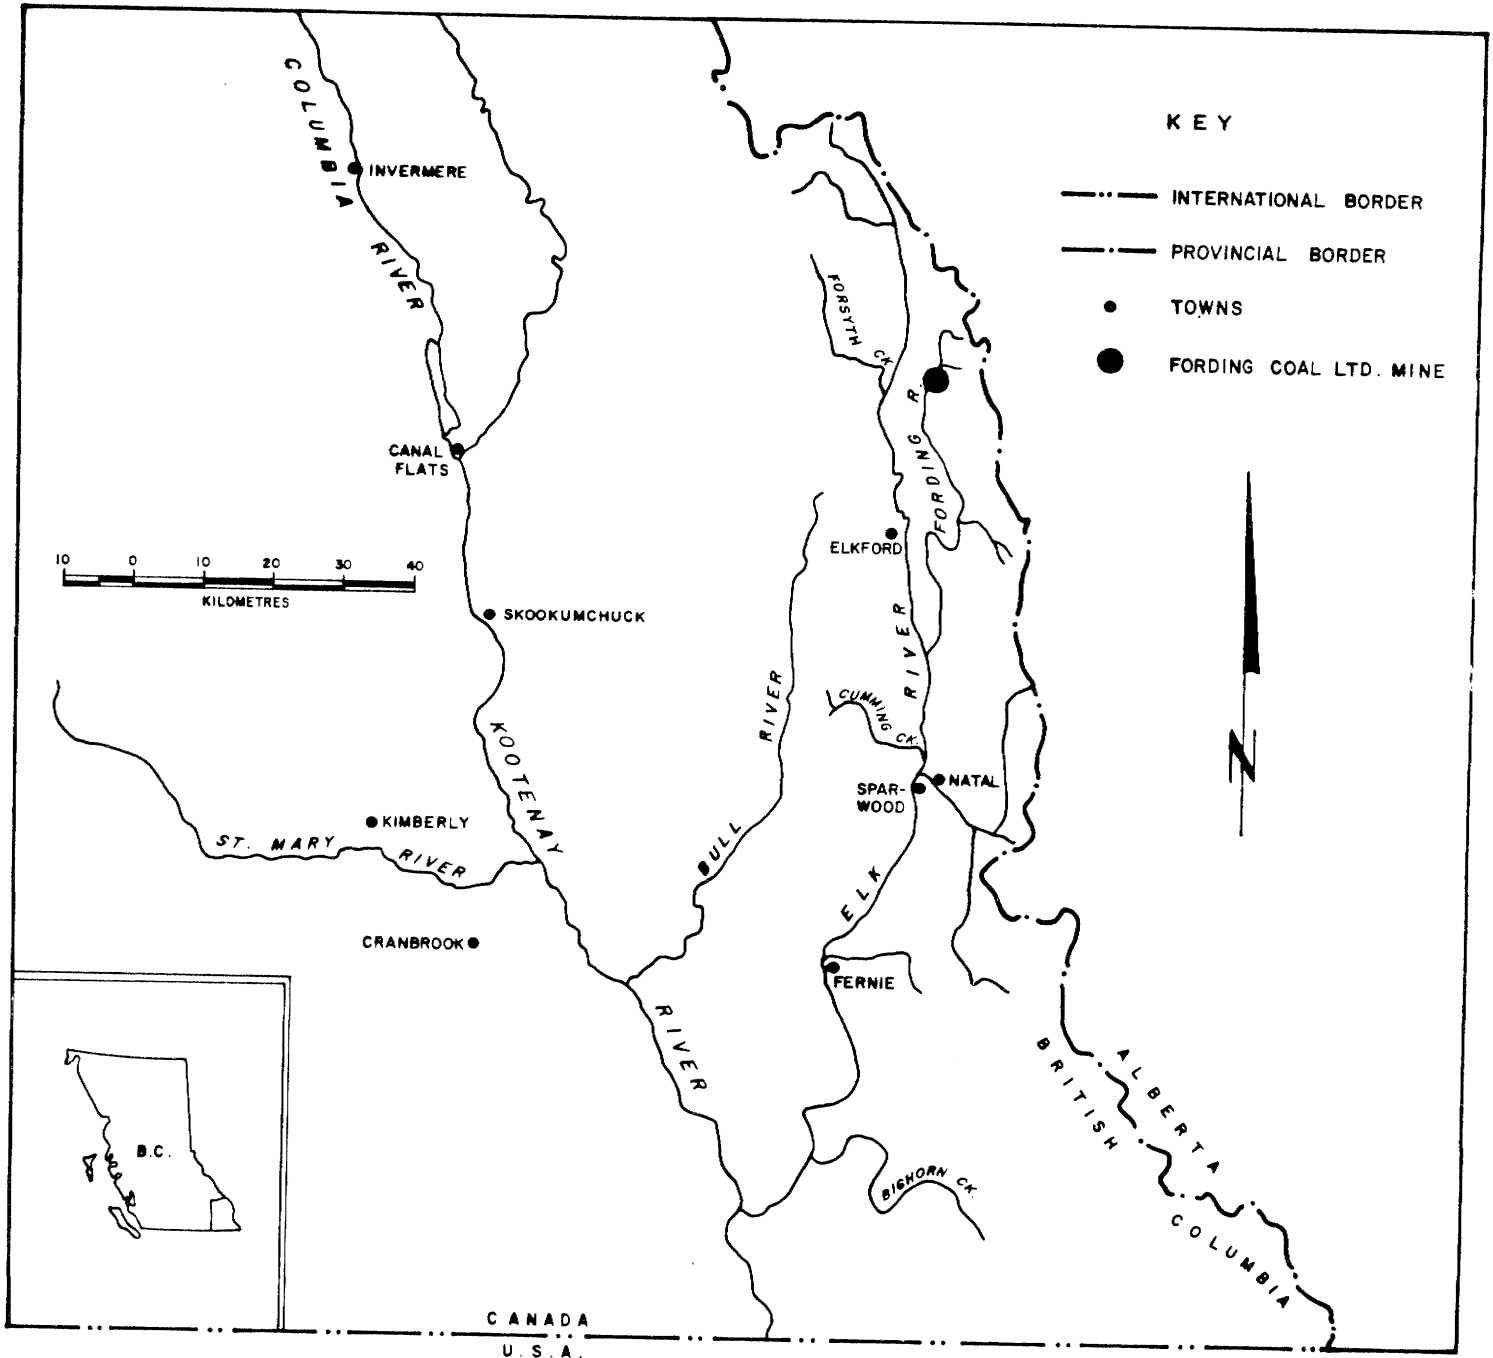 KEY
INTERNATIONAL BORDER
PROVINCIAL BORDER
TOWNS
FORDING COAL LTD. MINE
COLUMBIA RIVER
INVERMERE
CANAL
FLATS
FORSYTH CK.
FORDING R.
ELKFORD
10 0 10 20 30 40
KILOMETRES
SKOOKUMCHUCK
KOOTENAY RIVER
BULL RIVER
CUMMING CK.
ELK RIVER
NATAL
SPAR-
WOOD
KIMBERLY
ST. MARY RIVER
CRANBROOK
FERNIE
BIGHORN CK.
N
ALBERTA
BRITISH COLUMBIA
B.C.
CANADA
U.S.A.